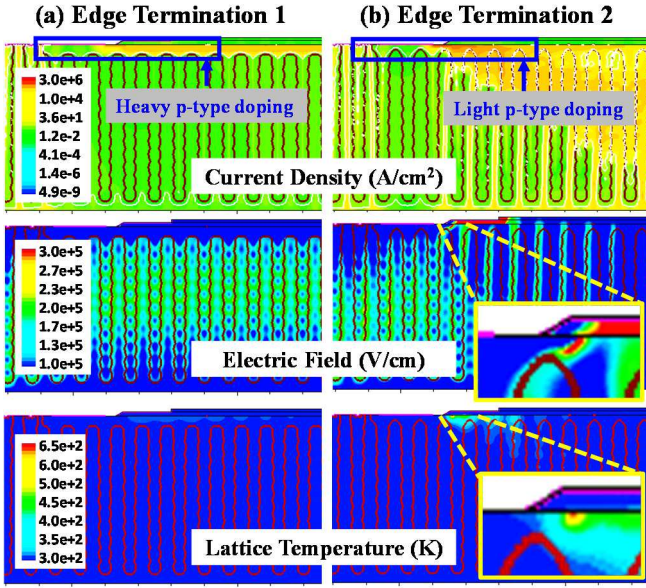 (a) Edge Termination 1
(b) Edge Termination 2
3.0e+6
1.0e+4
3.6e+1
1.2e-2
4.1e-4
1.4e-6
4.9e-9
Heavy p-type doping
Light p-type doping
Current Density (A/cm²)
3.0e+5
2.7e+5
2.3e+5
2.0e+5
1.7e+5
1.3e+5
1.0e+5
Electric Field (V/cm)
6.5e+2
6.0e+2
5.0e+2
4.5e+2
4.0e+2
3.5e+2
3.0e+2
Lattice Temperature (K)